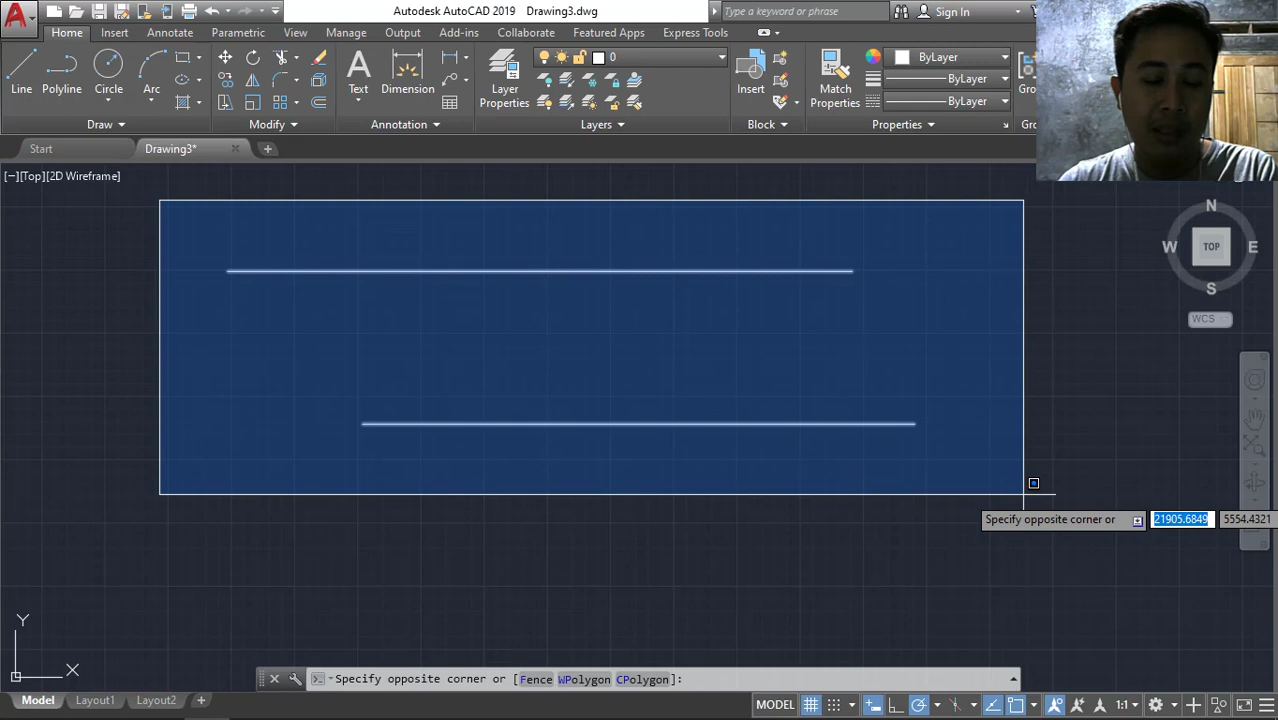 Autodesk AutoCAD 2019 Drawing3.dwg
Type a keyword or phrase
Sign In
Home Insert Annotate Parametric View Manage Output Add-ins Collaborate Featured Apps Express Tools
Line Polyline Circle Arc
Text Dimension
Layer Properties
0
Insert
Match Properties
ByLayer
ByLayer
ByLayer
Draw Modify Annotation Layers Block Properties
Start Drawing3*
[−][Top][2D Wireframe]
N
W TOP E
S
WCS
Specify opposite corner or 21905.6849 5554.4321
Y
X
Specify opposite corner or [Fence WPolygon CPolygon]:
Model Layout1 Layout2
MODEL 1:1